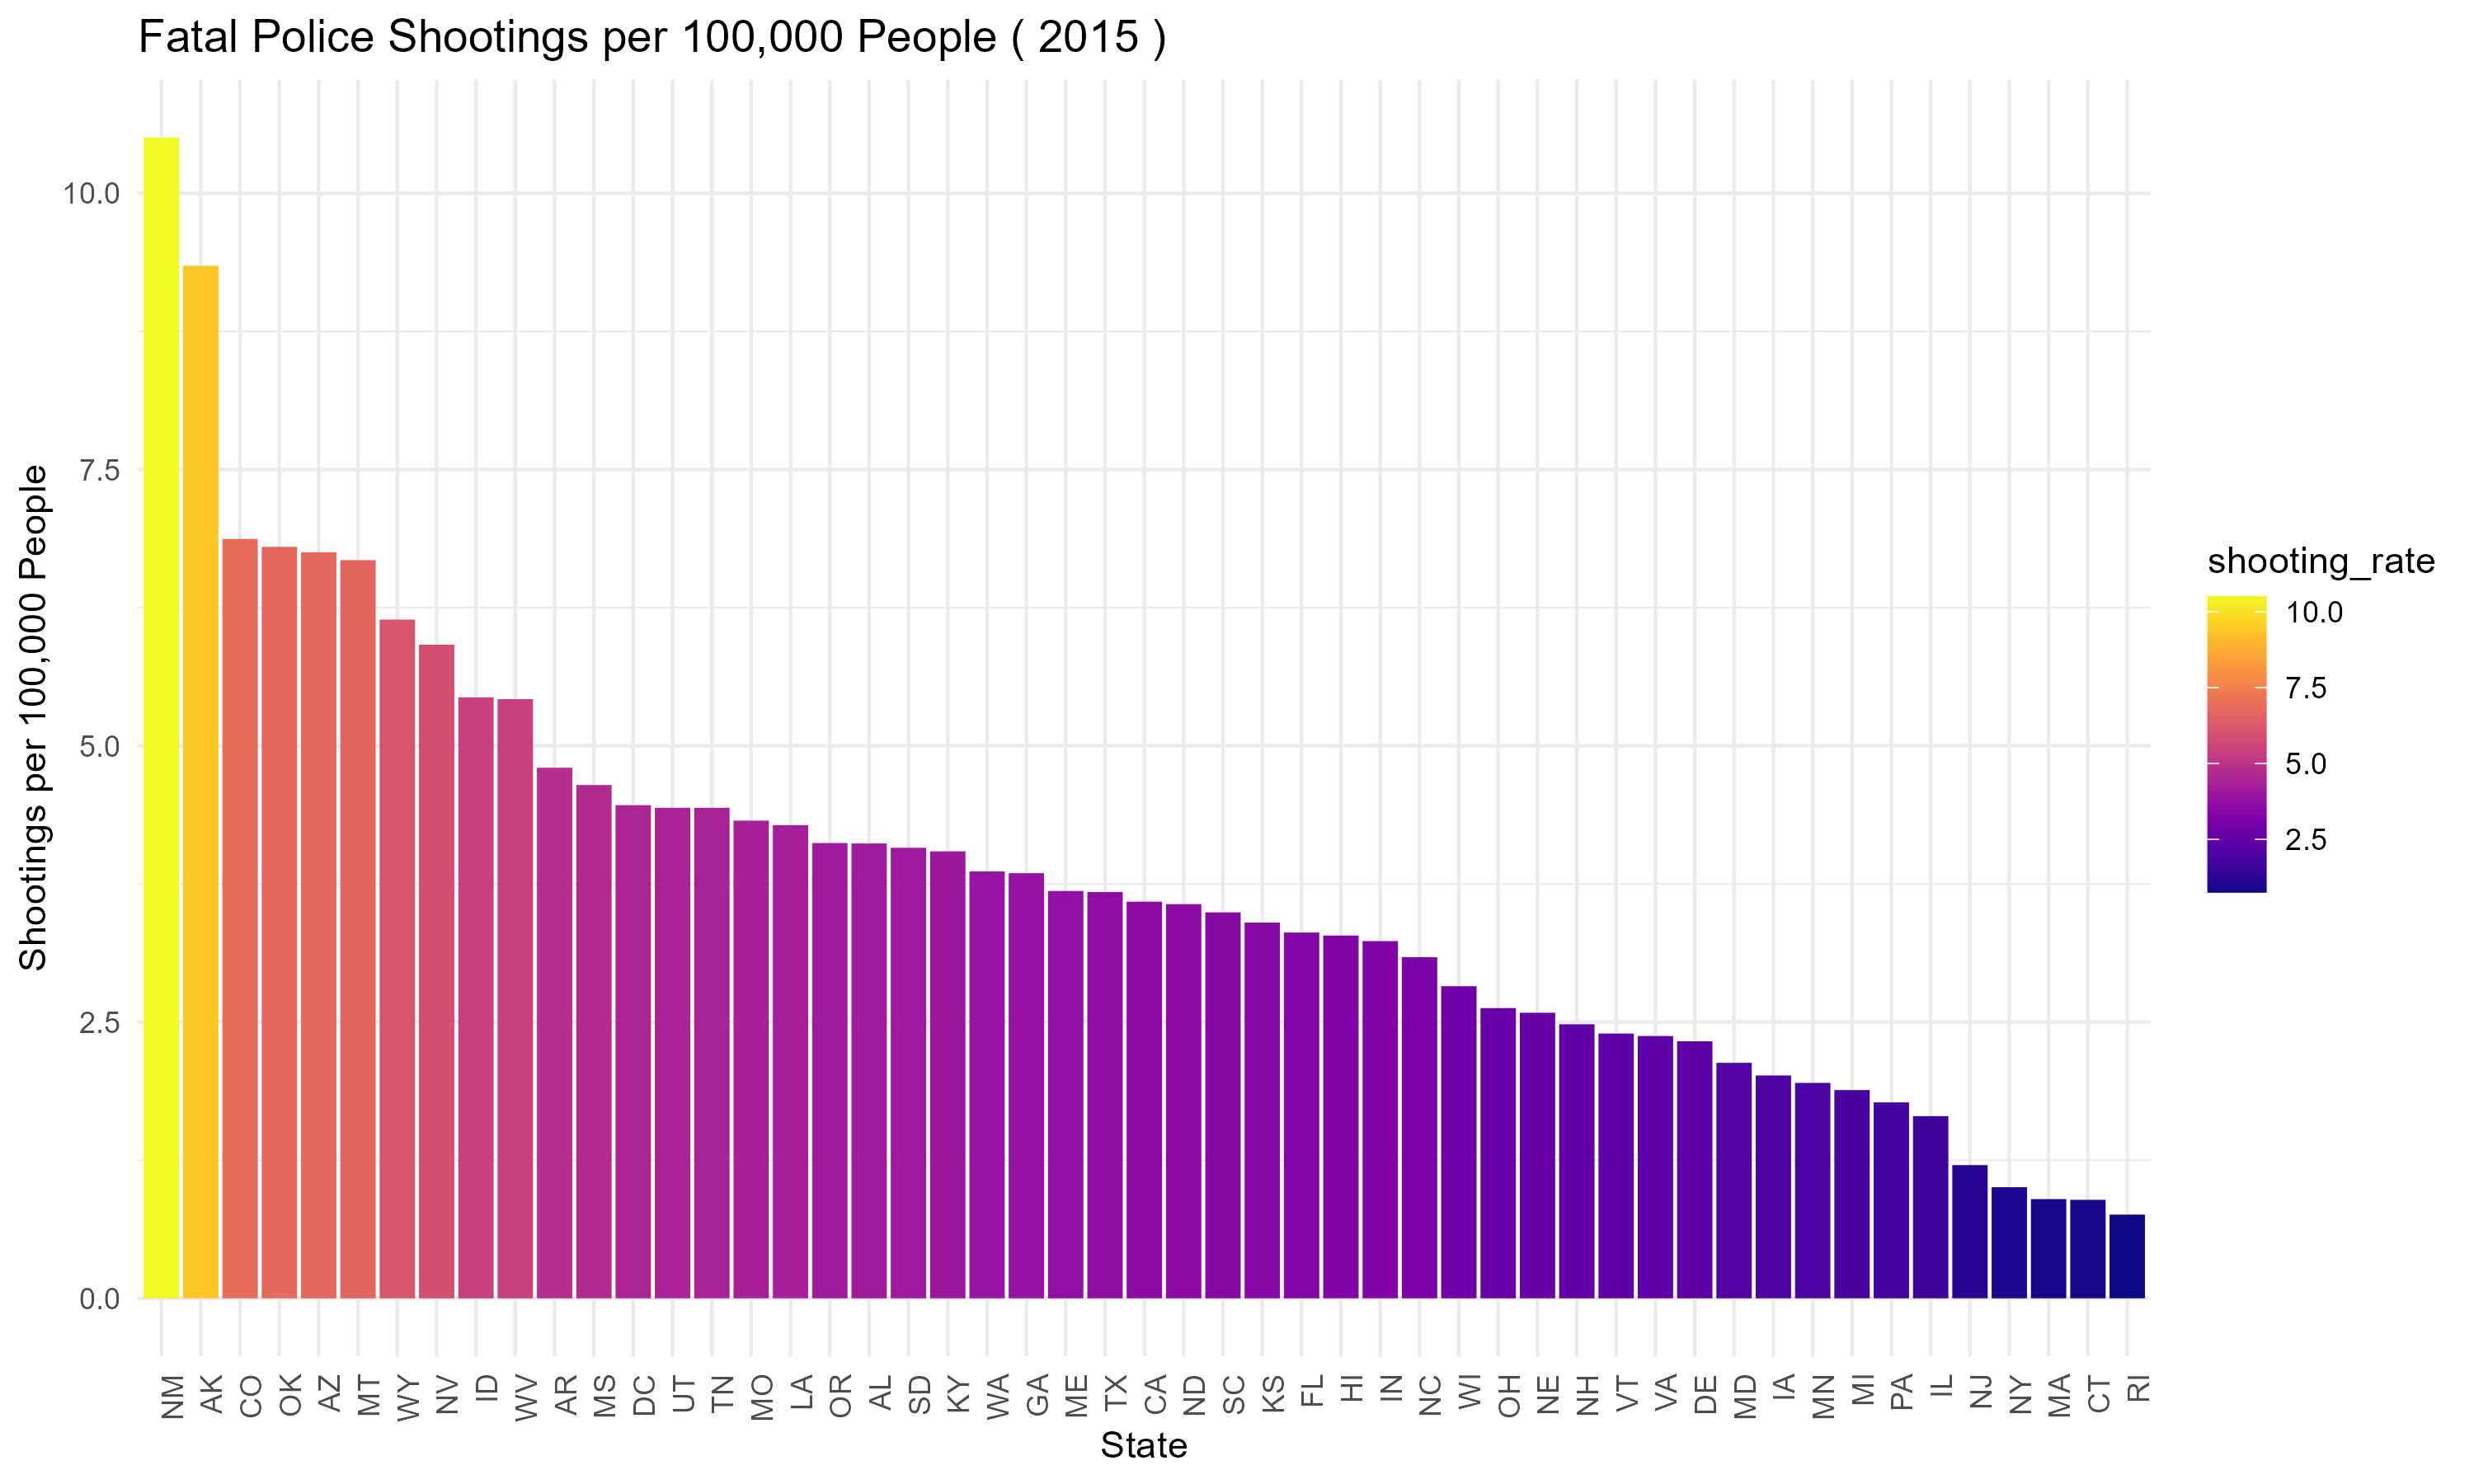 Fatal Police Shootings per 100,000 People ( 2015 )
Shootings per 100,000 People
10.0
7.5
5.0
2.5
0.0
NM AK CO OK AZ MT WY NV ID WV AR MS DC UT TN MO LA OR AL SD KY WA GA ME TX CA ND SC KS FL HI IN NC WI OH NE NH VT VA DE MD IA MN MI PA IL NJ NY MA CT RI
State
shooting_rate
10.0
7.5
5.0
2.5